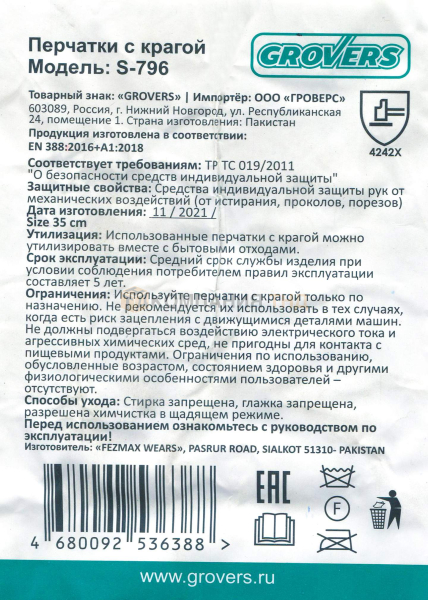 Перчатки с крагой
Модель: S-796
GROVERS
Товарный знак: «GROVERS» | Импортёр: ООО «ГРОВЕРС»
603089, Россия, г. Нижний Новгород, ул. Республиканская
24, помещение 1. Страна изготовления: Пакистан
Продукция изготовлена в соответствии:
EN 388:2016+A1:2018
4242X
Соответствует требованиям: ТР ТС 019/2011
"О безопасности средств индивидуальной защиты"
Защитные свойства: Средства индивидуальной защиты рук от
механических воздействий (от истирания, проколов, порезов)
Дата изготовления: 11 / 2021 /
Size 35 cm
Утилизация: Использованные перчатки с крагой можно
утилизировать вместе с бытовыми отходами.
Срок эксплуатации: Средний срок службы изделия при
условии соблюдения потребителем правил эксплуатации
составляет 5 лет.
Ограничения: Используйте перчатки с крагой только по
назначению. Не рекомендуется их использовать в тех случаях,
когда есть риск зацепления с движущимися деталями машин.
Не должны подвергаться воздействию электрического тока и
агрессивных химических сред, не пригодны для контакта с
пищевыми продуктами. Ограничения по использованию,
обусловленные возрастом, состоянием здоровья и другими
физиологическими особенностями пользователей –
отсутствуют.
Способы ухода: Стирка запрещена, глажка запрещена,
разрешена химчистка в щадящем режиме.
Перед использованием ознакомьтесь с руководством по
эксплуатации!
Изготовитель: «FEZMAX WEARS», PASRUR ROAD, SIALKOT 51310- PAKISTAN
EAC
F
4 680092 536388 >
www.grovers.ru